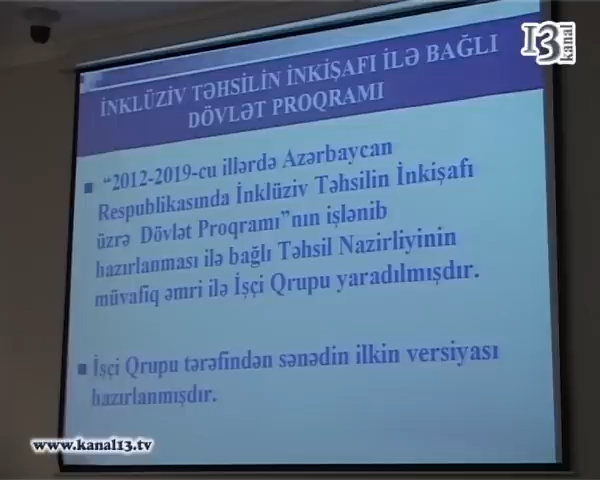 13 kanal
İNKLÜZİV TƏHSİLİN İNKİŞAFI İLƏ BAĞLI
DÖVLƏT PROQRAMI
“2012-2019-cu illərdə Azərbaycan
Respublikasında İnklüziv Təhsilin İnkişafı
üzrə Dövlət Proqramı”nın işlənib
hazırlanması ilə bağlı Təhsil Nazirliyinin
müvafiq əmri ilə İşçi Qrupu yaradılmışdır.
İşçi Qrupu tərəfindən sənədin ilkin versiyası
hazırlanmışdır.
www.kanal13.tv